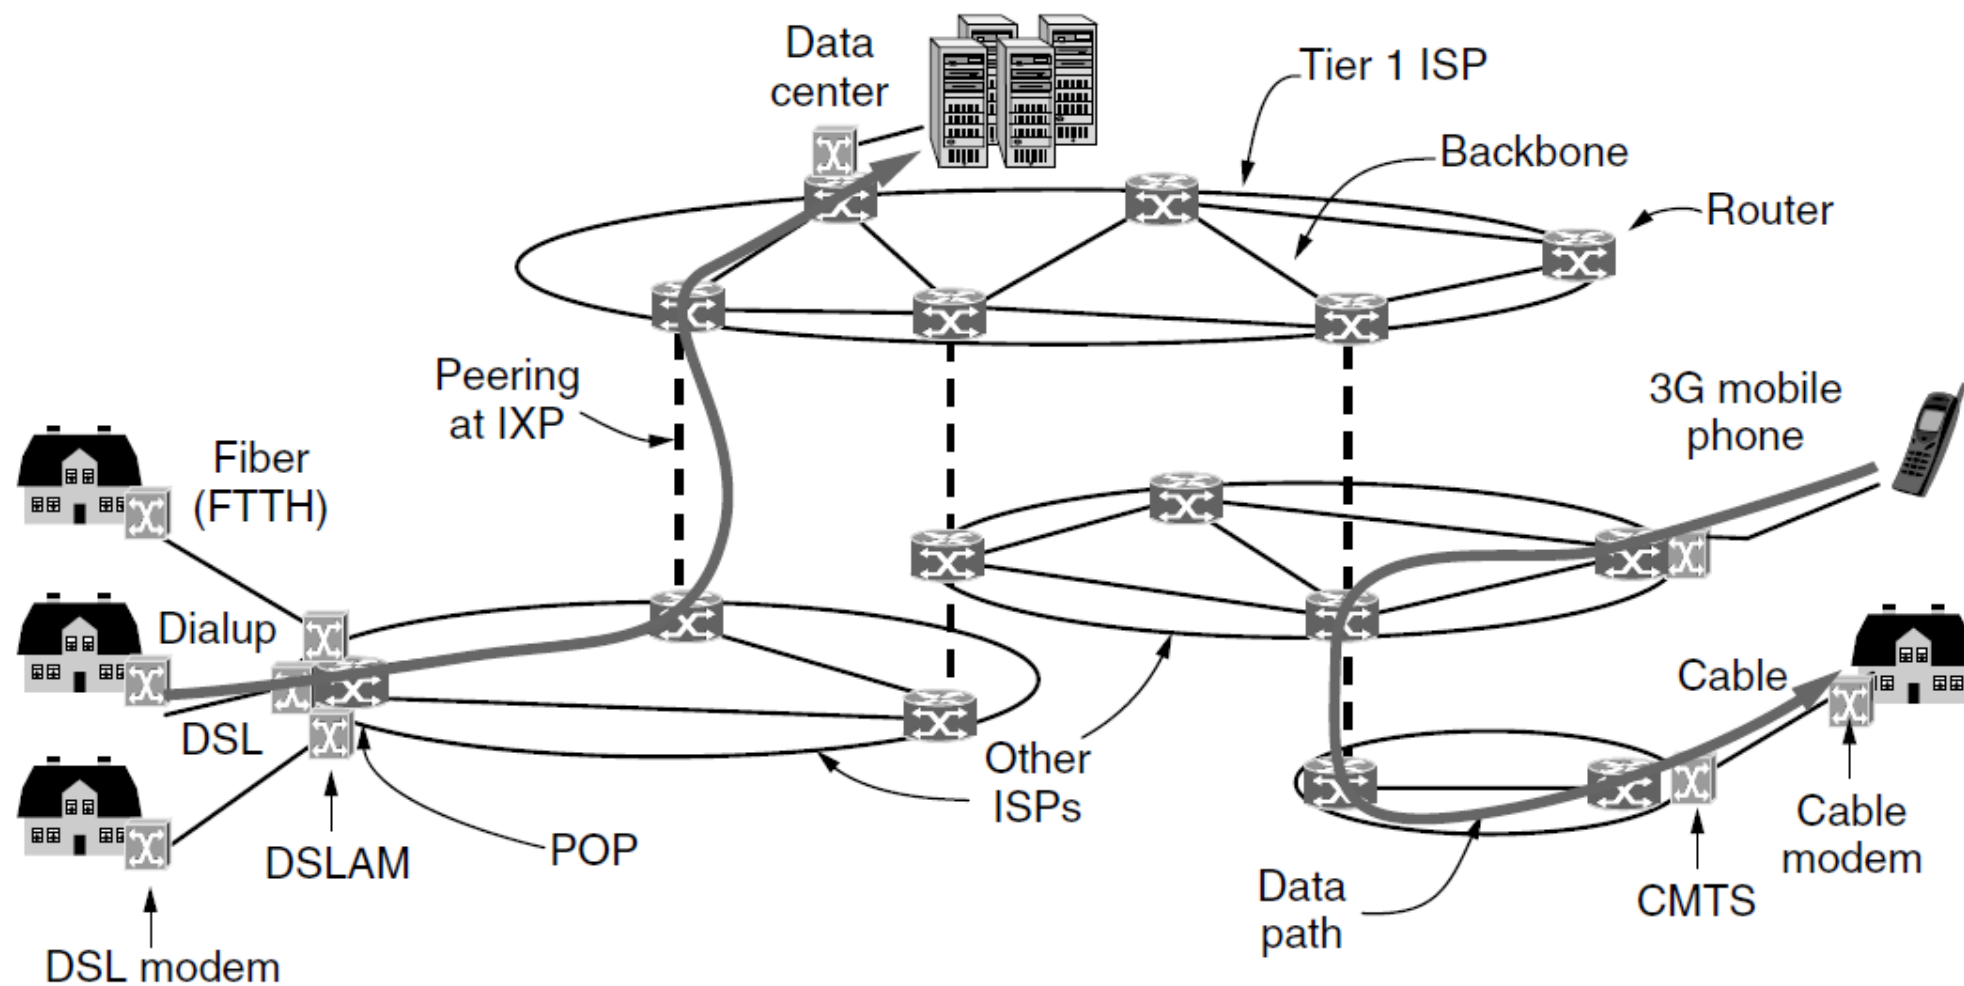 Data
center
Tier 1 ISP
Backbone
Router
Peering
at IXP
3G mobile
phone
Fiber
(FTTH)
Dialup
DSL
Cable
Other
ISPs
POP
DSLAM
DSL modem
Data
path
CMTS
Cable
modem